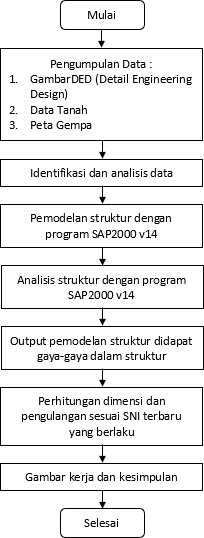 Mulai
Pengumpulan Data :
1. GambarDED (Detail Engineering
Design)
2. Data Tanah
3. Peta Gempa
Identifikasi dan analisis data
Pemodelan struktur dengan
program SAP2000 v14
Analisis struktur dengan program
SAP2000 v14
Output pemodelan struktur didapat
gaya-gaya dalam struktur
Perhitungan dimensi dan
pengulangan sesuai SNI terbaru
yang berlaku
Gambar kerja dan kesimpulan
Selesai